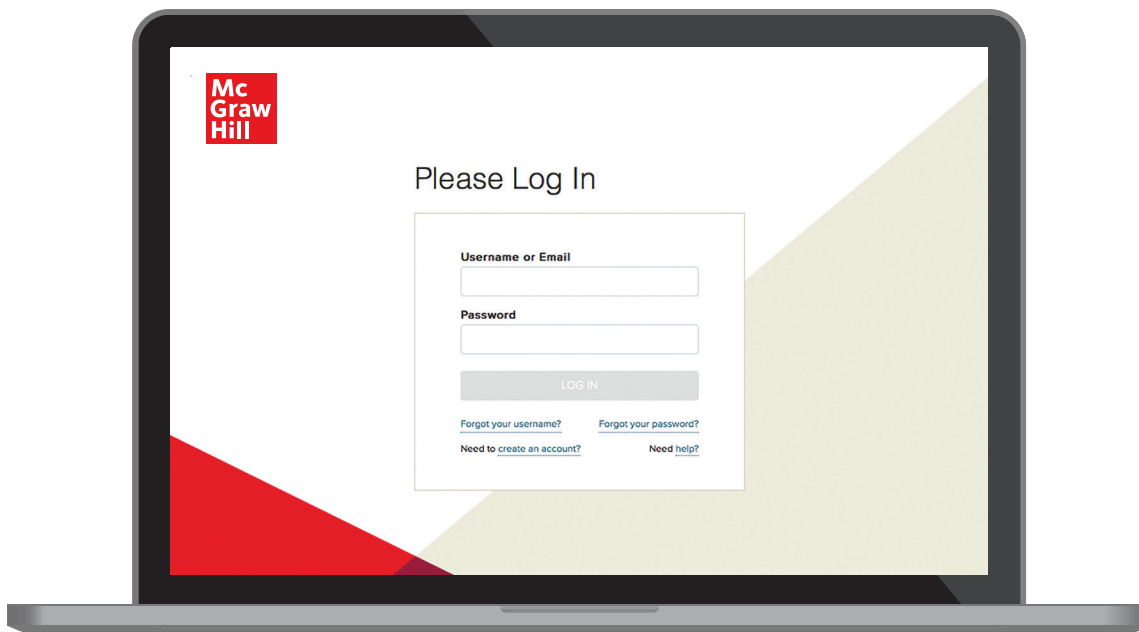 Mc
Graw
Hill
Please Log In
Username or Email
Password
LOG IN
Forgot your username? Forgot your password?
Need to create an account? Need help?